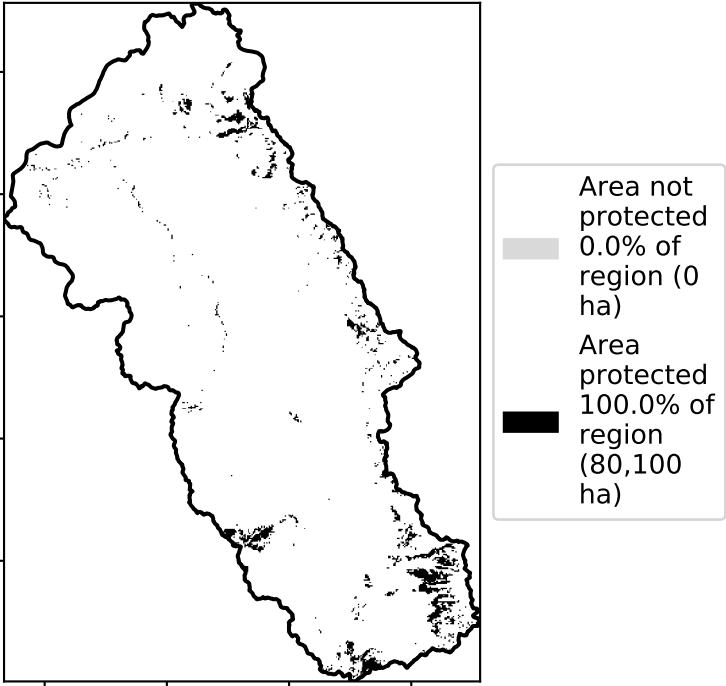 Area not
protected
0.0% of
region (0
ha)
Area
protected
100.0% of
region
(80,100
ha)